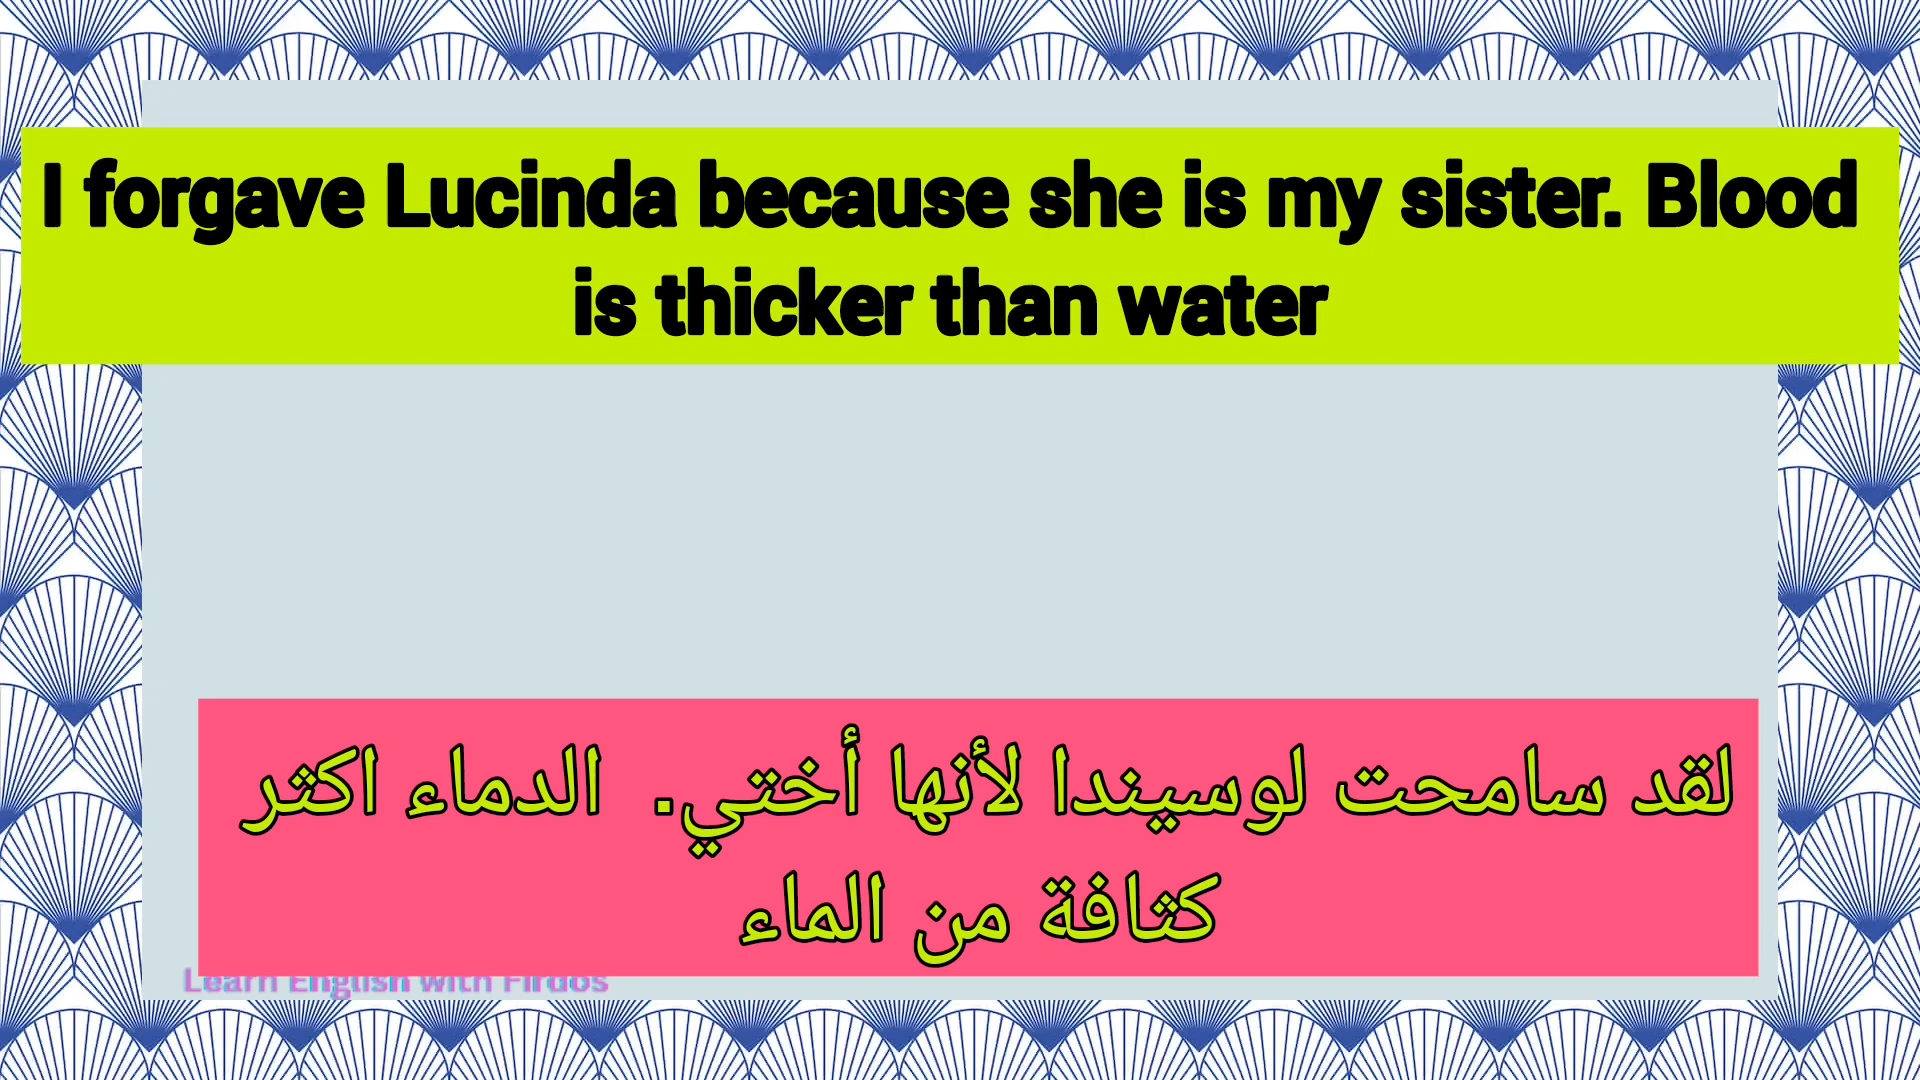 I forgave Lucinda because she is my sister. Blood
is thicker than water
لقد سامحت لوسيندا لأنها أختي. الدماء اكثر
كثافة من الماء
Learn English with Firdos